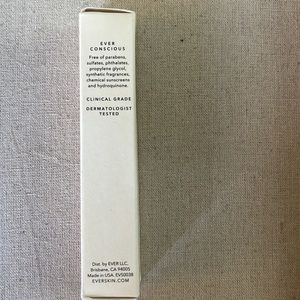 EVER
CONSCIOUS
Free of parabens,
sulfates, phthalates,
propylene glycol,
synthetic fragrances,
chemical sunscreens
and hydroquinone.
CLINICAL GRADE
DERMATOLOGIST
TESTED
Dist. by EVER LLC,
Brisbane, CA 94005
Made in USA. EVS0038
EVERSKIN.COM